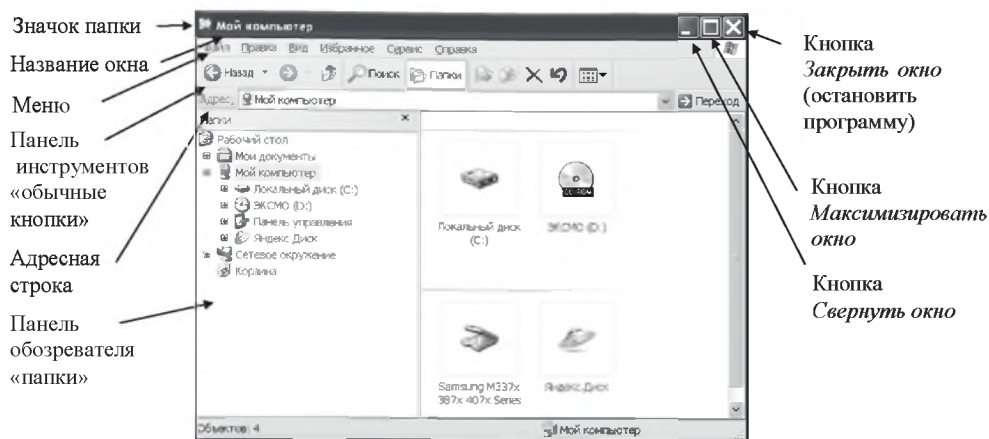 Значок папки
Название окна
Меню
Панель
инструментов
«обычные
кнопки»
Адресная
строка
Панель
обозревателя
«папки»
Мой компьютер
Файл Правка Вид Избранное Сервис Справка
Назад Поиск Папки
Адрес: Мой компьютер Переход
Папки
Рабочий стол
Мои документы
Мой компьютер
Локальный диск (C:)
ЭКСМО (D:)
Панель управления
Яндекс Диск
Сетевое окружение
Корзина
Локальный диск
(C:)
CD-ROM
ЭКСМО (D:)
Samsung M337x
387x 407x Series
Яндекс.Диск
Объектов: 4
Мой компьютер
Кнопка
Закрыть окно
(остановить
программу)
Кнопка
Максимизировать
окно
Кнопка
Свернуть окно